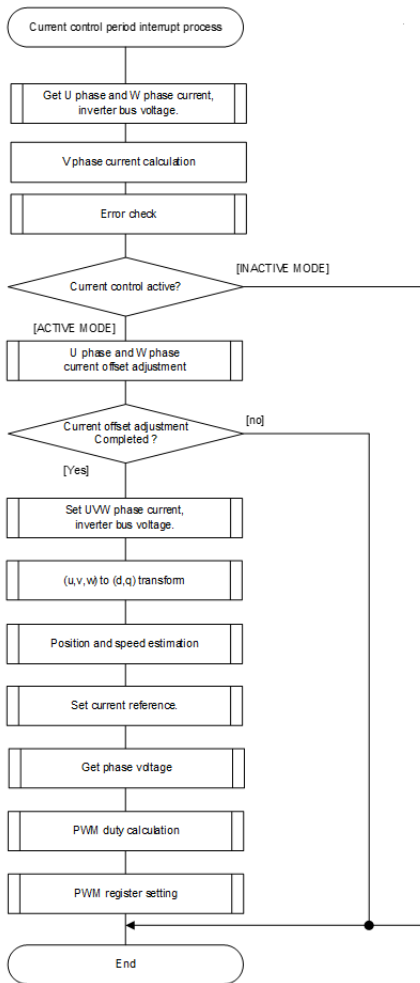 Current control period interrupt process
Get U phase and W phase current,
inverter bus voltage.
V phase current calculation
Error check
[INACTIVE MODE]
Current control active?
[ACTIVE MODE]
U phase and W phase
current offset adjustment
Current offset adjustment
Completed ?
[no]
[Yes]
Set UVW phase current,
inverter bus voltage.
(u,v,w) to (d,q) transform
Position and speed estimation
Set current reference.
Get phase voltage
PWM duty calculation
PWM register setting
End